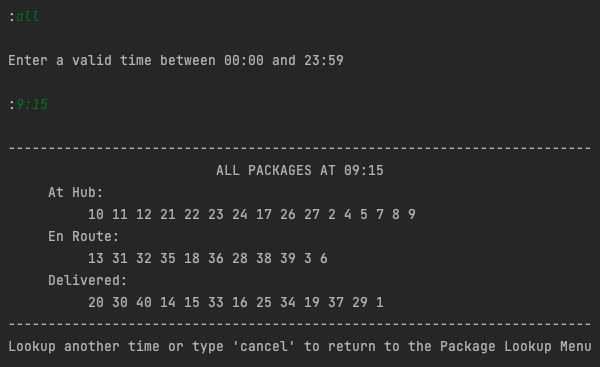 :all
Enter a valid time between 00:00 and 23:59
:9:15
-------------------------------------------------------------------------
ALL PACKAGES AT 09:15
At Hub:
10 11 12 21 22 23 24 17 26 27 2 4 5 7 8 9
En Route:
13 31 32 35 18 36 28 38 39 3 6
Delivered:
20 30 40 14 15 33 16 25 34 19 37 29 1
-------------------------------------------------------------------------
Lookup another time or type 'cancel' to return to the Package Lookup Menu